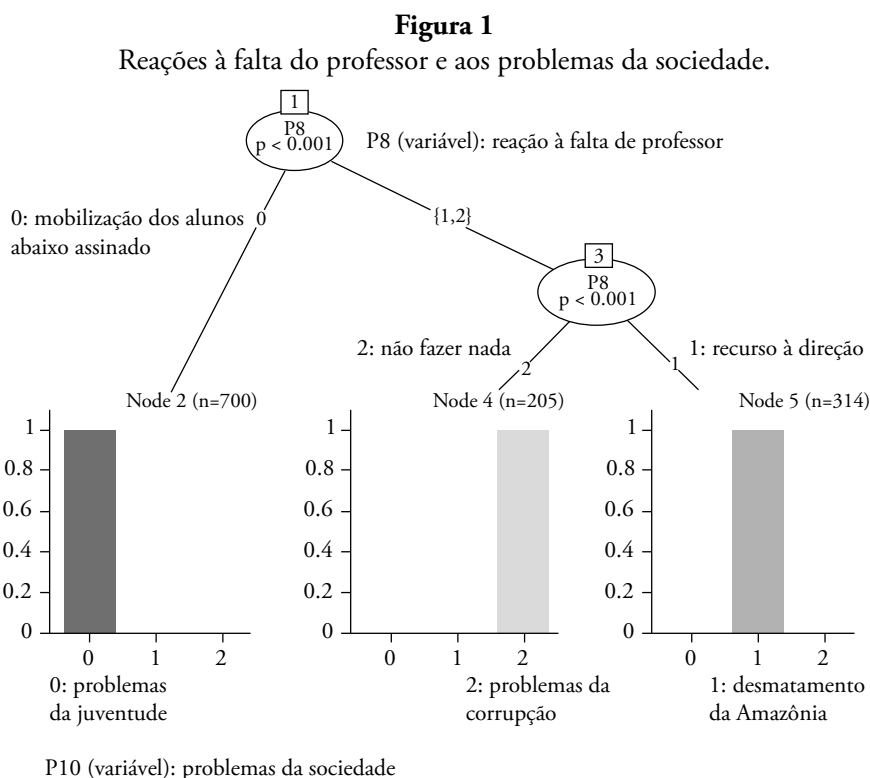 Figura 1
Reações à falta do professor e aos problemas da sociedade.
1
P8
p < 0.001
P8 (variável): reação à falta de professor
0: mobilização dos alunos
abaixo assinado
0
{1,2}
3
P8
p < 0.001
2: não fazer nada
2
1: recurso à direção
1
Node 2 (n=700)
1
0.8
0.6
0.4
0.2
0
0 1 2
0: problemas
da juventude
Node 4 (n=205)
1
0.8
0.6
0.4
0.2
0
0 1 2
2: problemas da
corrupção
Node 5 (n=314)
1
0.8
0.6
0.4
0.2
0
0 1 2
1: desmatamento
da Amazônia
P10 (variável): problemas da sociedade